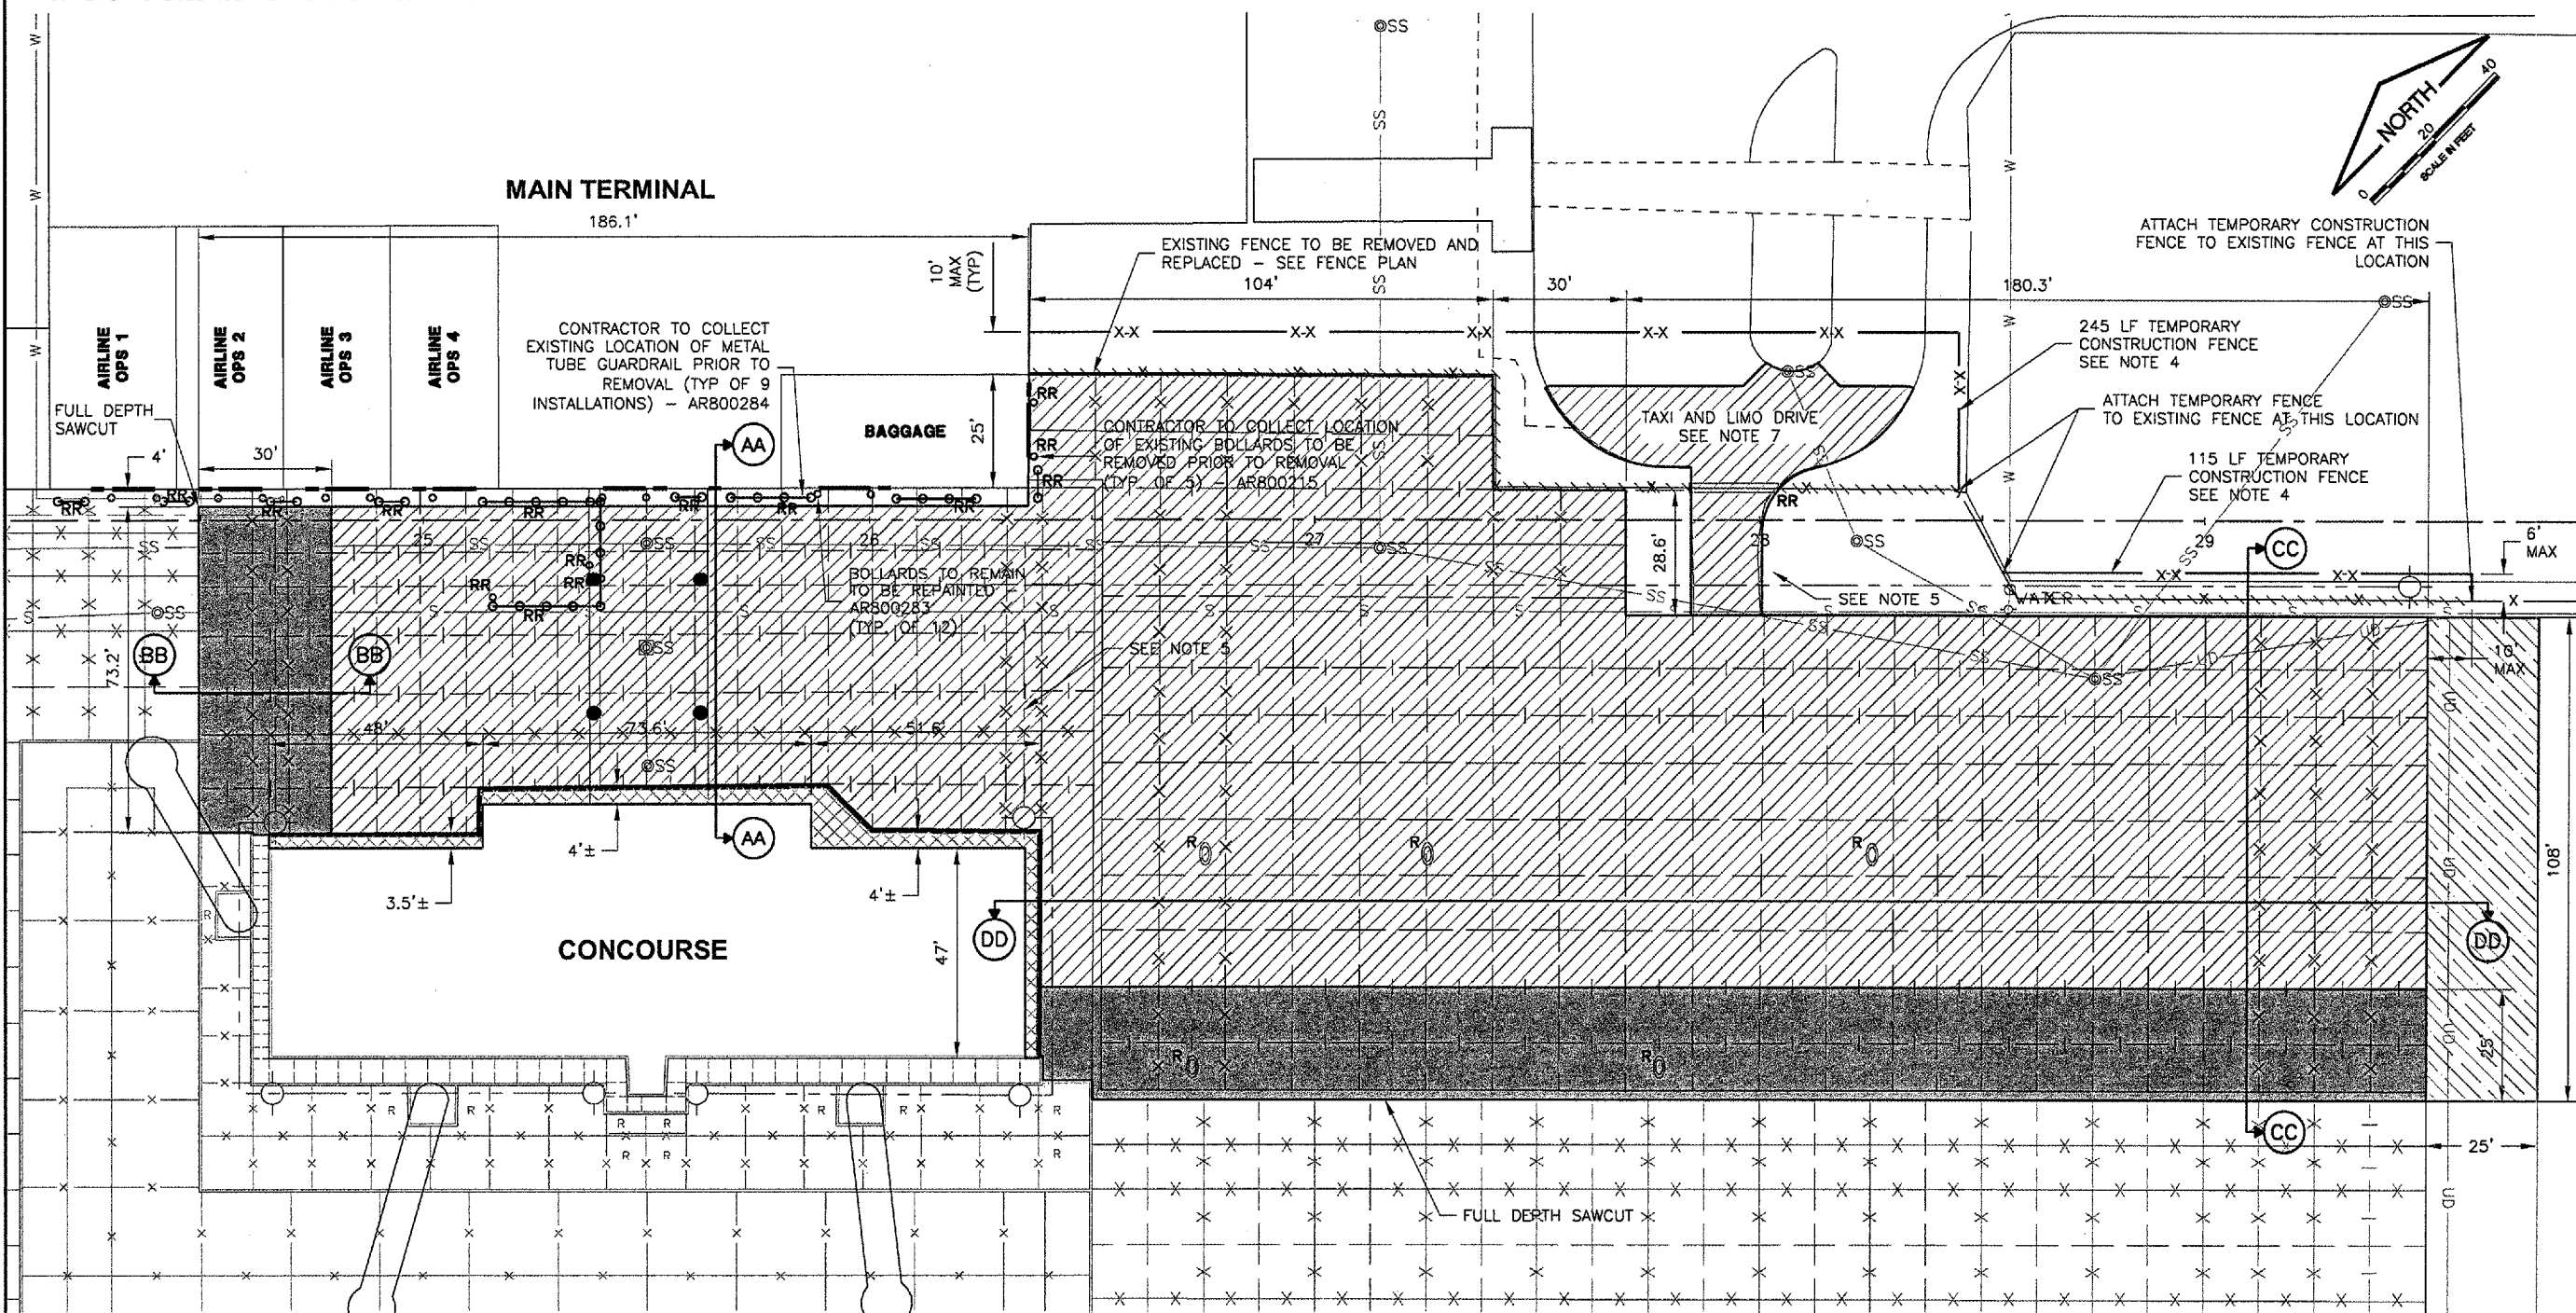 MAIN TERMINAL
186.1'
10'
MAX
(TYP)
EXISTING FENCE TO BE REMOVED AND
REPLACED – SEE FENCE PLAN
104'
30'
180.3'
NORTH
0
20
40
SCALE IN FEET
ATTACH TEMPORARY CONSTRUCTION
FENCE TO EXISTING FENCE AT THIS
LOCATION
245 LF TEMPORARY
CONSTRUCTION FENCE
SEE NOTE 4
ATTACH TEMPORARY FENCE
TO EXISTING FENCE AT THIS LOCATION
115 LF TEMPORARY
CONSTRUCTION FENCE
SEE NOTE 4
AIRLINE
OPS 1
AIRLINE
OPS 2
AIRLINE
OPS 3
AIRLINE
OPS 4
CONTRACTOR TO COLLECT
EXISTING LOCATION OF METAL
TUBE GUARDRAIL PRIOR TO
REMOVAL (TYP OF 9
INSTALLATIONS) – AR800284
FULL DEPTH
SAWCUT
4'
30'
AA
BAGGAGE
25'
CONTRACTOR TO COLLECT LOCATION
OF EXISTING BOLLARDS TO BE
REMOVED PRIOR TO REMOVAL
(TYP OF 5) – AR800215
TAXI AND LIMO DRIVE
SEE NOTE 7
25
26
27
28
29
BOLLARDS TO REMAIN
TO BE REPAINTED –
AR800283
(TYP. OF 12)
SEE NOTE 5
28.6'
SEE NOTE 5
WATER
CC
6'
MAX
10'
MAX
BB
BB
73.2'
48'
73.6'
51.6'
AA
4'±
3.5'±
4'±
47'
CONCOURSE
DD
DD
108'
25'
CC
25'
FULL DEPTH SAWCUT